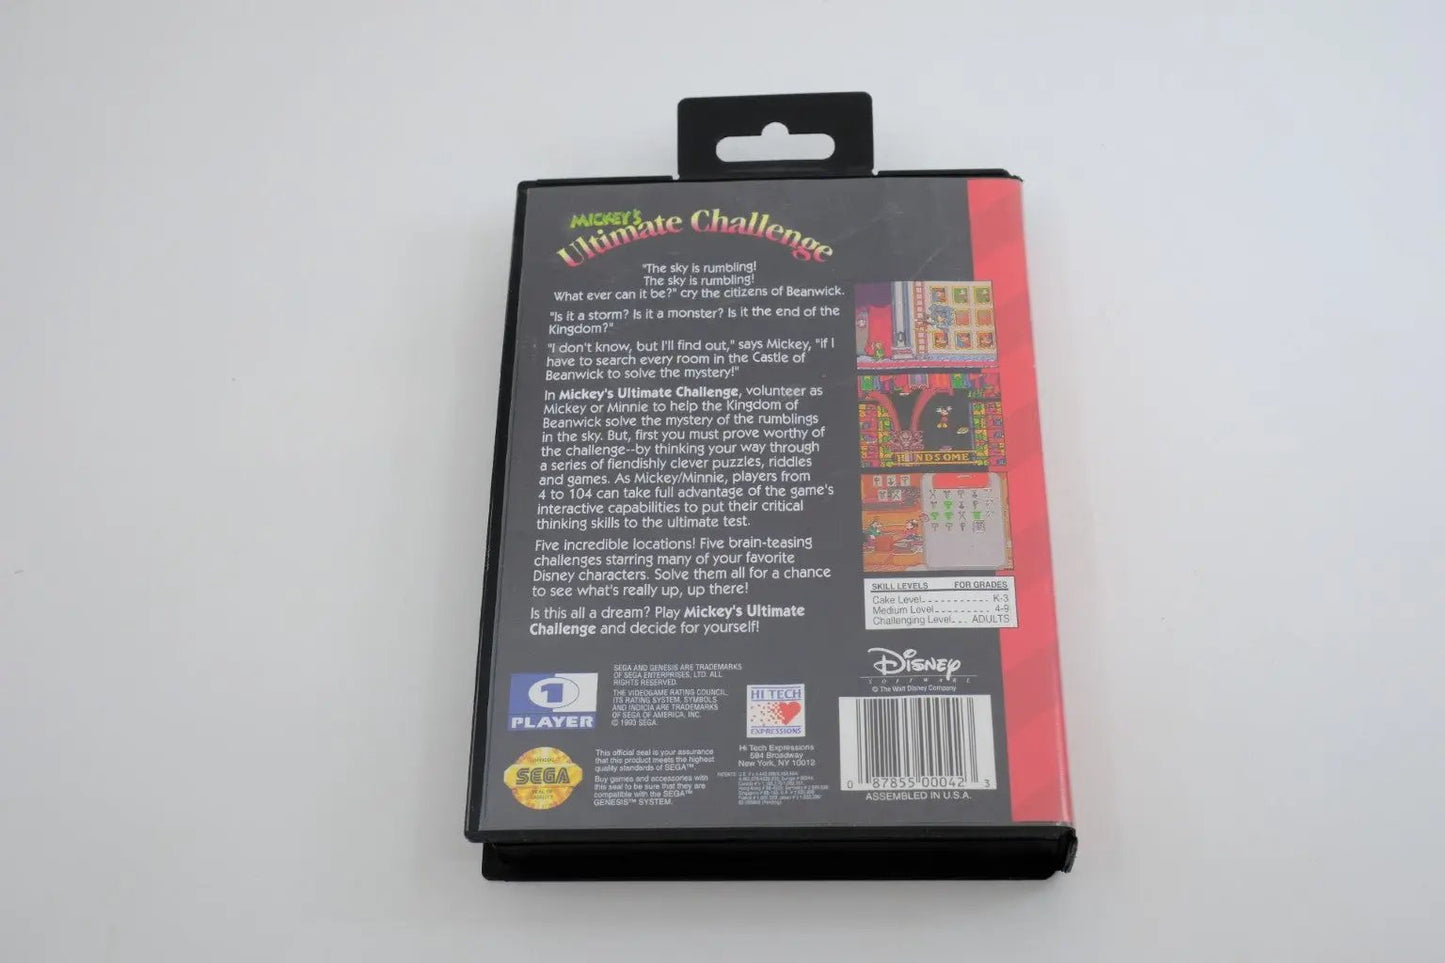 MICKEY'S
Ultimate Challenge
"The sky is rumbling!
The sky is rumbling!
What ever can it be?" cry the citizens of Beanwick.
"Is it a storm? Is it a monster? Is it the end of the
Kingdom?"
"I don't know, but I'll find out," says Mickey, "if I
have to search every room in the Castle of
Beanwick to solve the mystery!"
In Mickey's Ultimate Challenge, volunteer as
Mickey or Minnie to help the Kingdom of
Beanwick solve the mystery of the rumblings
in the sky. But, first you must prove worthy of
the challenge--by thinking your way through
a series of fiendishly clever puzzles, riddles
and games. As Mickey/Minnie, players from
4 to 104 can take full advantage of the game's
interactive capabilities to put their critical
thinking skills to the ultimate test.
Five incredible locations! Five brain-teasing
challenges starring many of your favorite
Disney characters. Solve them all for a chance
to see what's really up, up there!
Is this all a dream? Play Mickey's Ultimate
Challenge and decide for yourself!
H NDSOME
SKILL LEVELS FOR GRADES
Cake Level K-3
Medium Level 4-9
Challenging Level ADULTS
1
PLAYER
SEGA AND GENESIS ARE TRADEMARKS
OF SEGA ENTERPRISES, LTD. ALL
RIGHTS RESERVED.
THE VIDEOGAME RATING COUNCIL,
ITS RATING SYSTEM, SYMBOLS
AND INDICIA ARE TRADEMARKS
OF SEGA OF AMERICA, INC.
© 1993 SEGA.
OFFICIAL
SEGA
SEAL OF
QUALITY
This official seal is your assurance
that this product meets the highest
quality standards of SEGA™.
Buy games and accessories with
this seal to be sure that they are
compatible with the SEGA™
GENESIS™ SYSTEM.
HI TECH
EXPRESSIONS
Hi Tech Expressions
584 Broadway
New York, NY 10012
PATENTS:
Disney
SOFTWARE
© The Walt Disney Company
0 87855 00042 3
ASSEMBLED IN U.S.A.